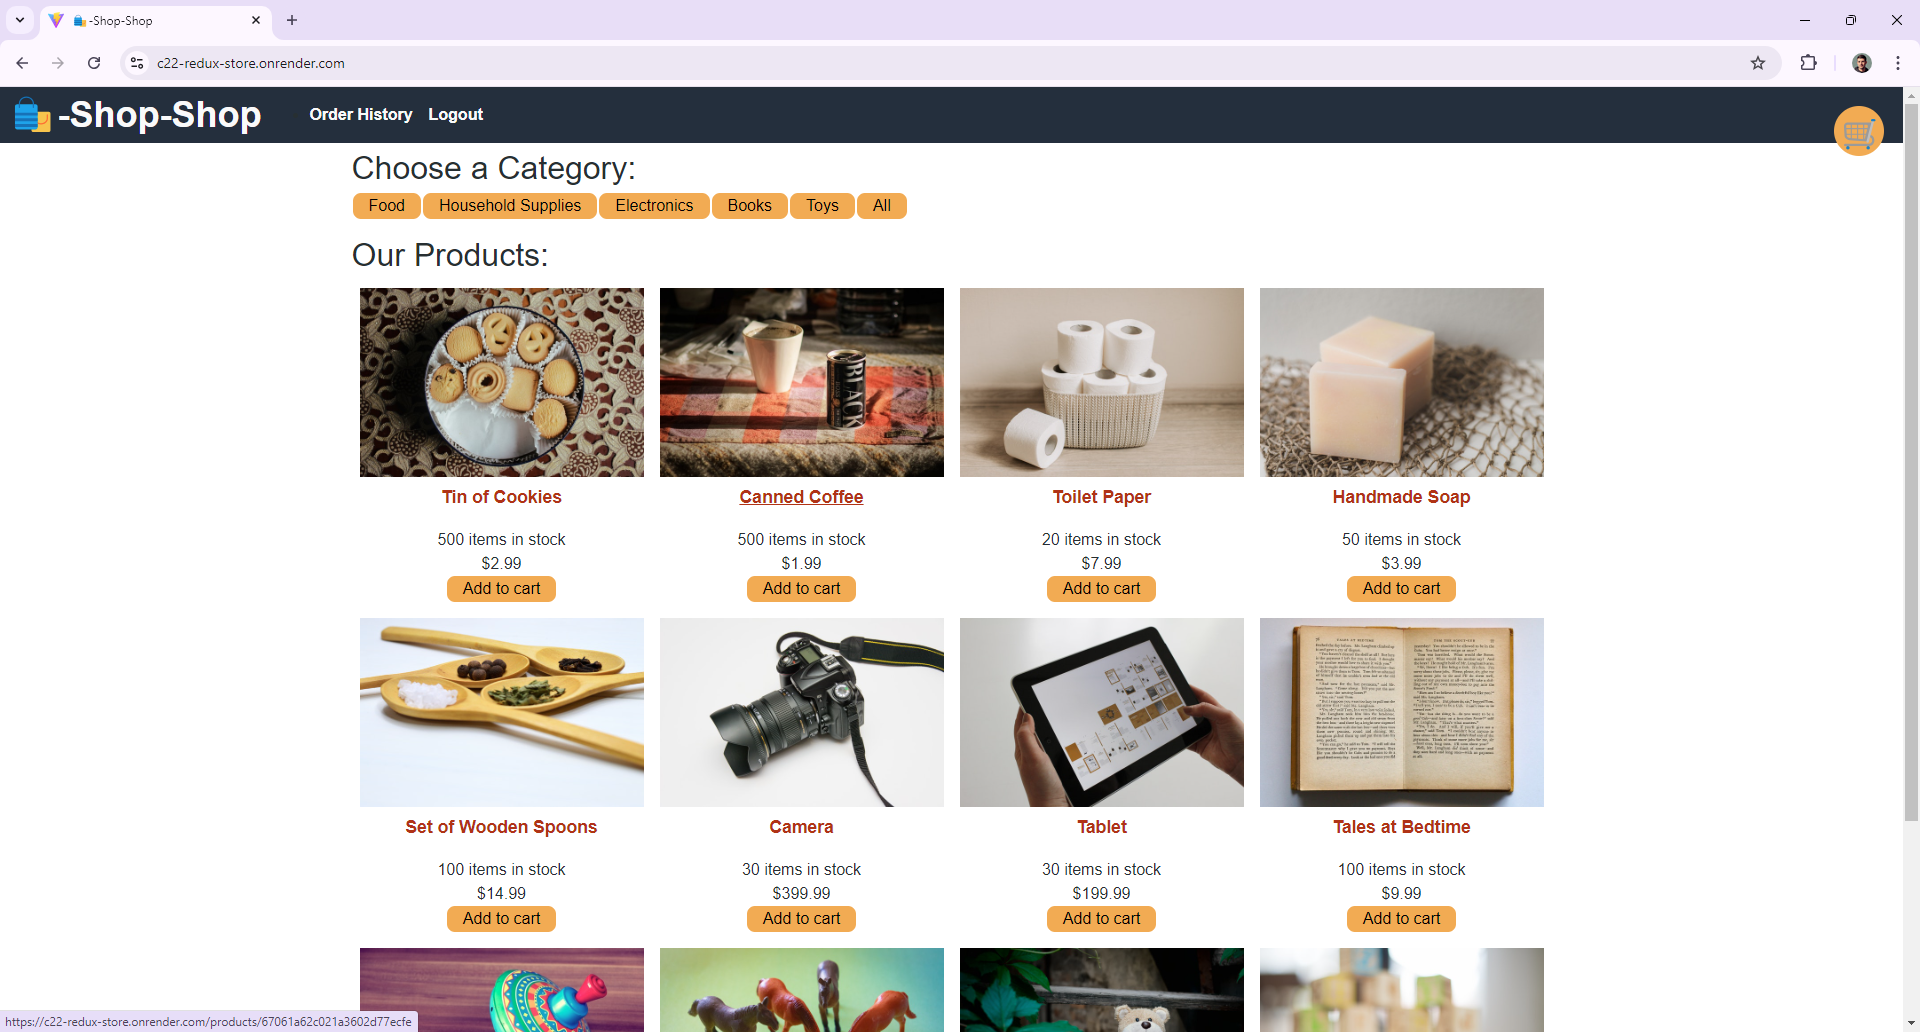 -Shop-Shop
c22-redux-store.onrender.com
-Shop-Shop
Order History
Logout
Choose a Category:
Food
Household Supplies
Electronics
Books
Toys
All
Our Products:
BLACK
Tin of Cookies
500 items in stock
$2.99
Add to cart
Canned Coffee
500 items in stock
$1.99
Add to cart
Toilet Paper
20 items in stock
$7.99
Add to cart
Handmade Soap
50 items in stock
$3.99
Add to cart
Set of Wooden Spoons
100 items in stock
$14.99
Add to cart
Camera
30 items in stock
$399.99
Add to cart
Tablet
30 items in stock
$199.99
Add to cart
Tales at Bedtime
100 items in stock
$9.99
Add to cart
https://c22-redux-store.onrender.com/products/67061a62c021a3602d77ecfe